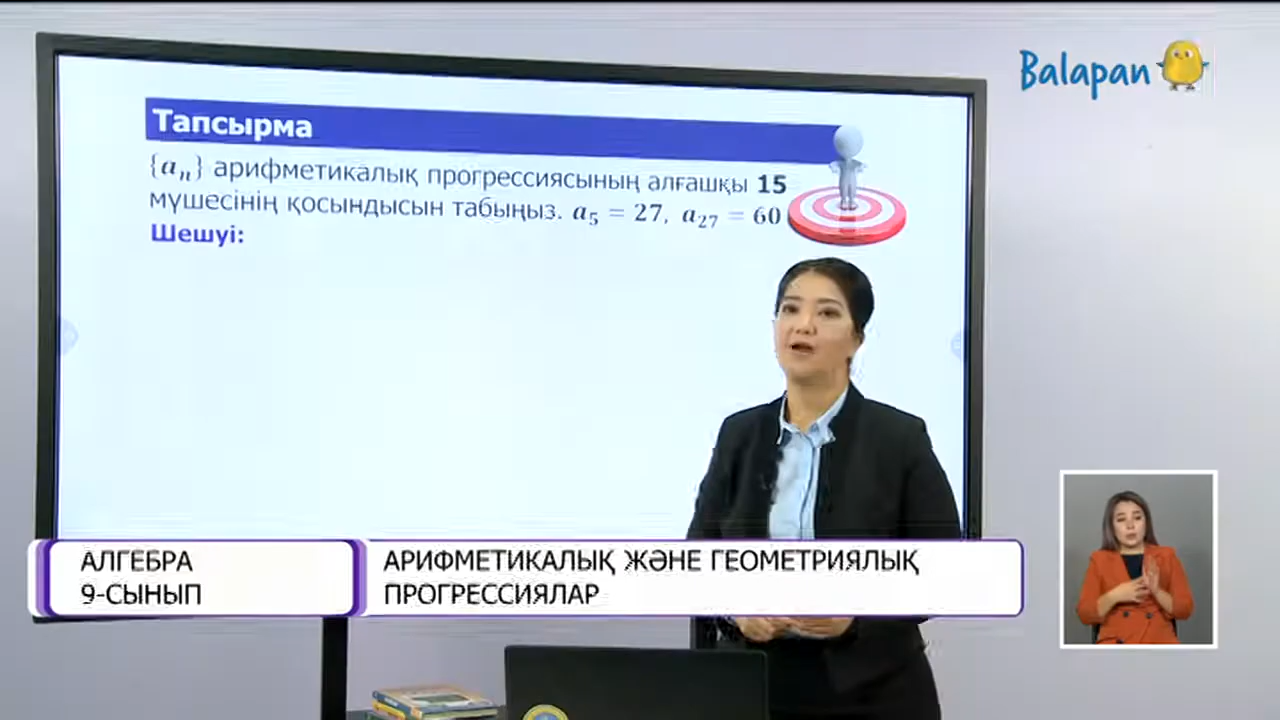 Balapan
Тапсырма
{aₙ} арифметикалық прогрессиясының алғашқы 15
мүшесінің қосындысын табыңыз. a₅ = 27, a₂₇ = 60
Шешуі:
АЛГЕБРА
9-СЫНЫП
АРИФМЕТИКАЛЫҚ ЖӘНЕ ГЕОМЕТРИЯЛЫҚ
ПРОГРЕССИЯЛАР